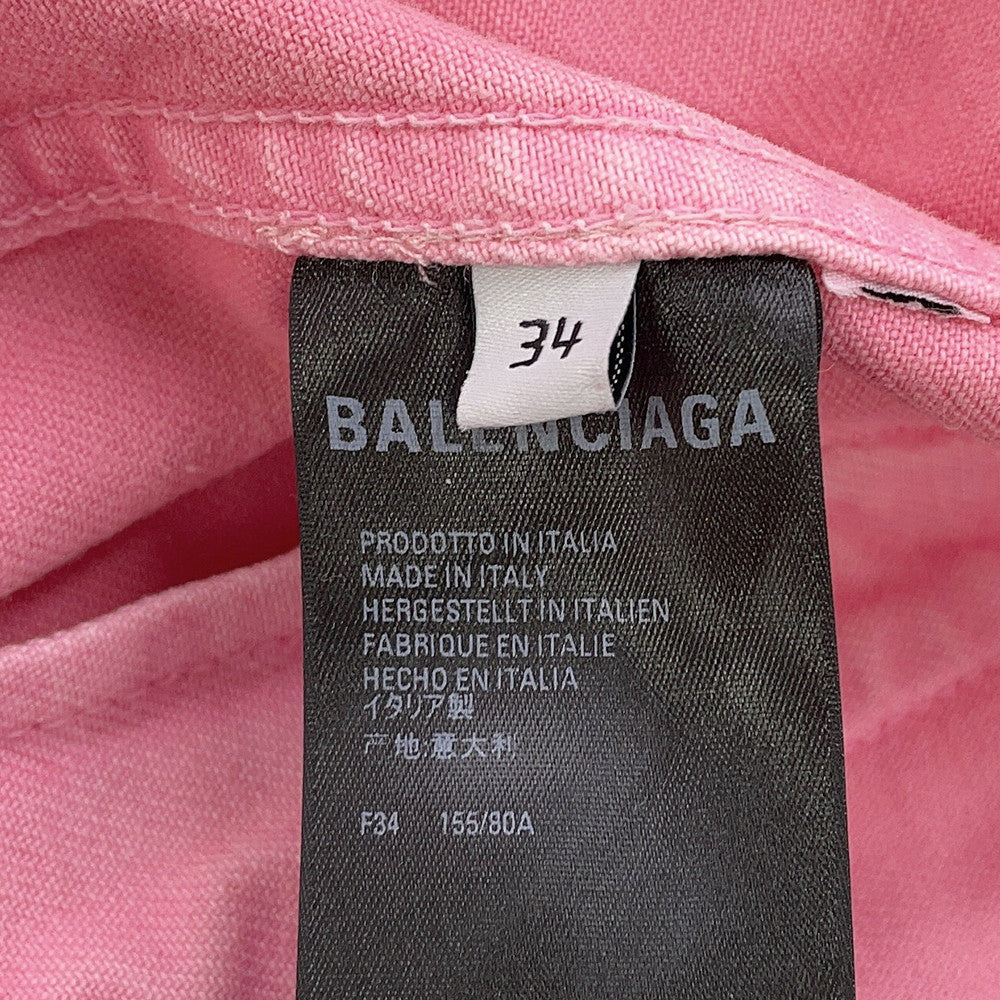 34
BALENCIAGA
PRODOTTO IN ITALIA
MADE IN ITALY
HERGESTELLT IN ITALIEN
FABRIQUE EN ITALIE
HECHO EN ITALIA
イタリア製
产地:意大利
F34 155/80A